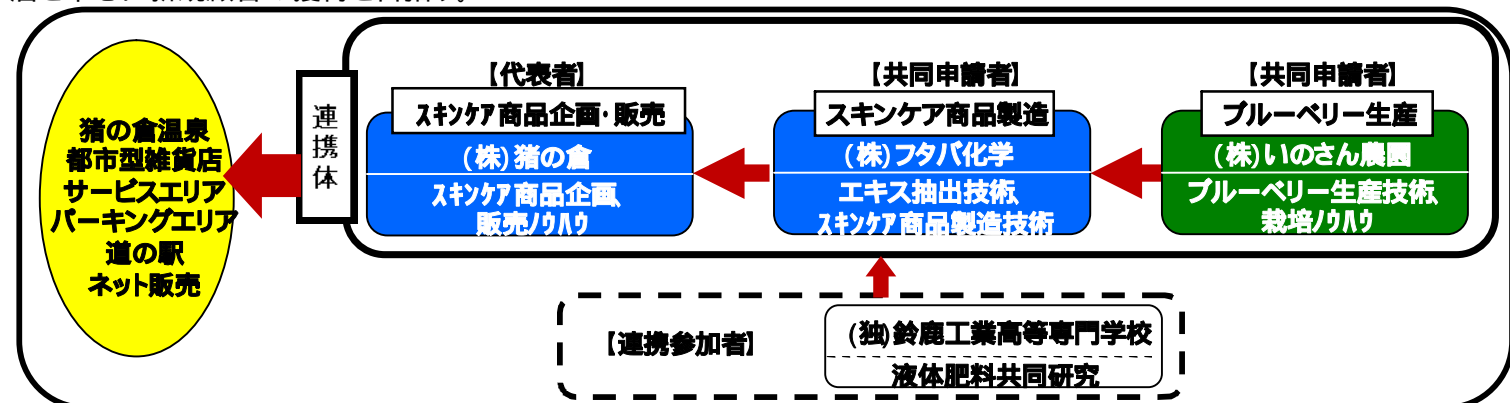 猪の倉温泉
都市型雑貨店
サービスエリア
パーキングエリア
道の駅
ネット販売
連携体
【代表者】
スキンケア商品企画・販売
(株)猪の倉
スキンケア商品企画、
販売ノウハウ
【共同申請者】
スキンケア商品製造
(株)フタバ化学
エキス抽出技術、
スキンケア商品製造技術
【共同申請者】
ブルーベリー生産
(株)いのさん農園
ブルーベリー生産技術、
栽培ノウハウ
【連携参加者】
(独)鈴鹿工業高等専門学校
液体肥料共同研究